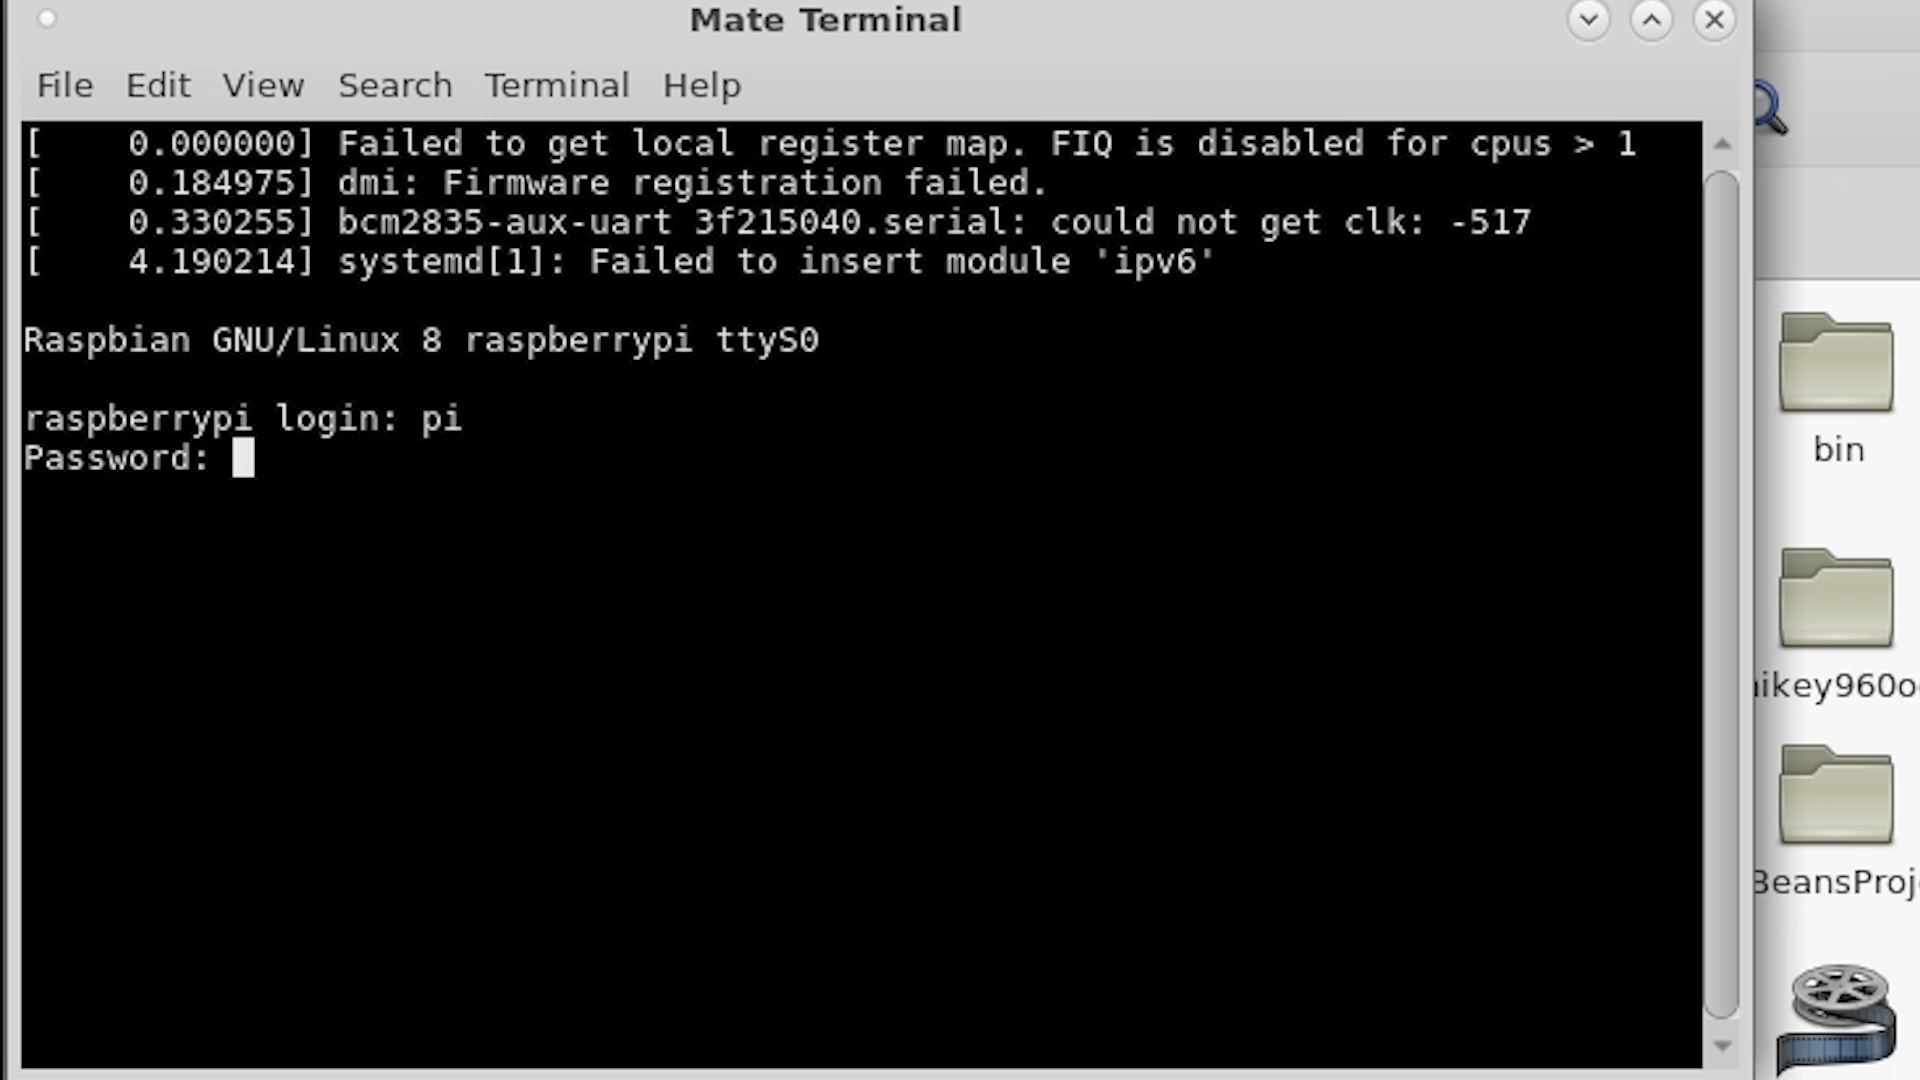 Mate Terminal
File Edit View Search Terminal Help
[    0.000000] Failed to get local register map. FIQ is disabled for cpus > 1
[    0.184975] dmi: Firmware registration failed.
[    0.330255] bcm2835-aux-uart 3f215040.serial: could not get clk: -517
[    4.190214] systemd[1]: Failed to insert module 'ipv6'
Raspbian GNU/Linux 8 raspberrypi ttyS0
raspberrypi login: pi
Password:
bin
ikey960o
BeansProj